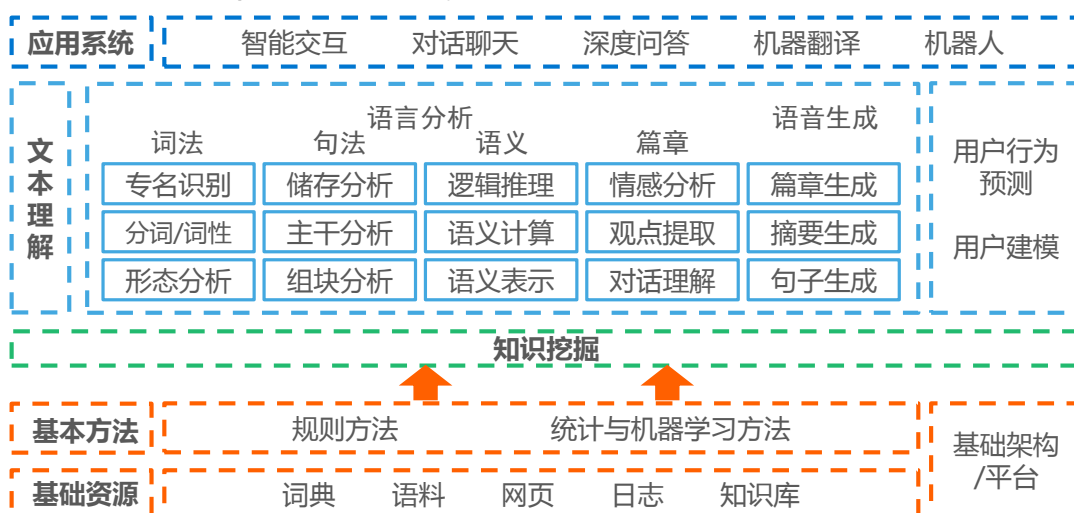 应用系统 智能交互 对话聊天 深度问答 机器翻译 机器人
文本理解
语言分析 语音生成
词法 句法 语义 篇章
专名识别 储存分析 逻辑推理 情感分析 篇章生成
分词/词性 主干分析 语义计算 观点提取 摘要生成
形态分析 组块分析 语义表示 对话理解 句子生成
用户行为
预测
用户建模
知识挖掘
基本方法 规则方法 统计与机器学习方法
基础资源 词典 语料 网页 日志 知识库
基础架构
/平台